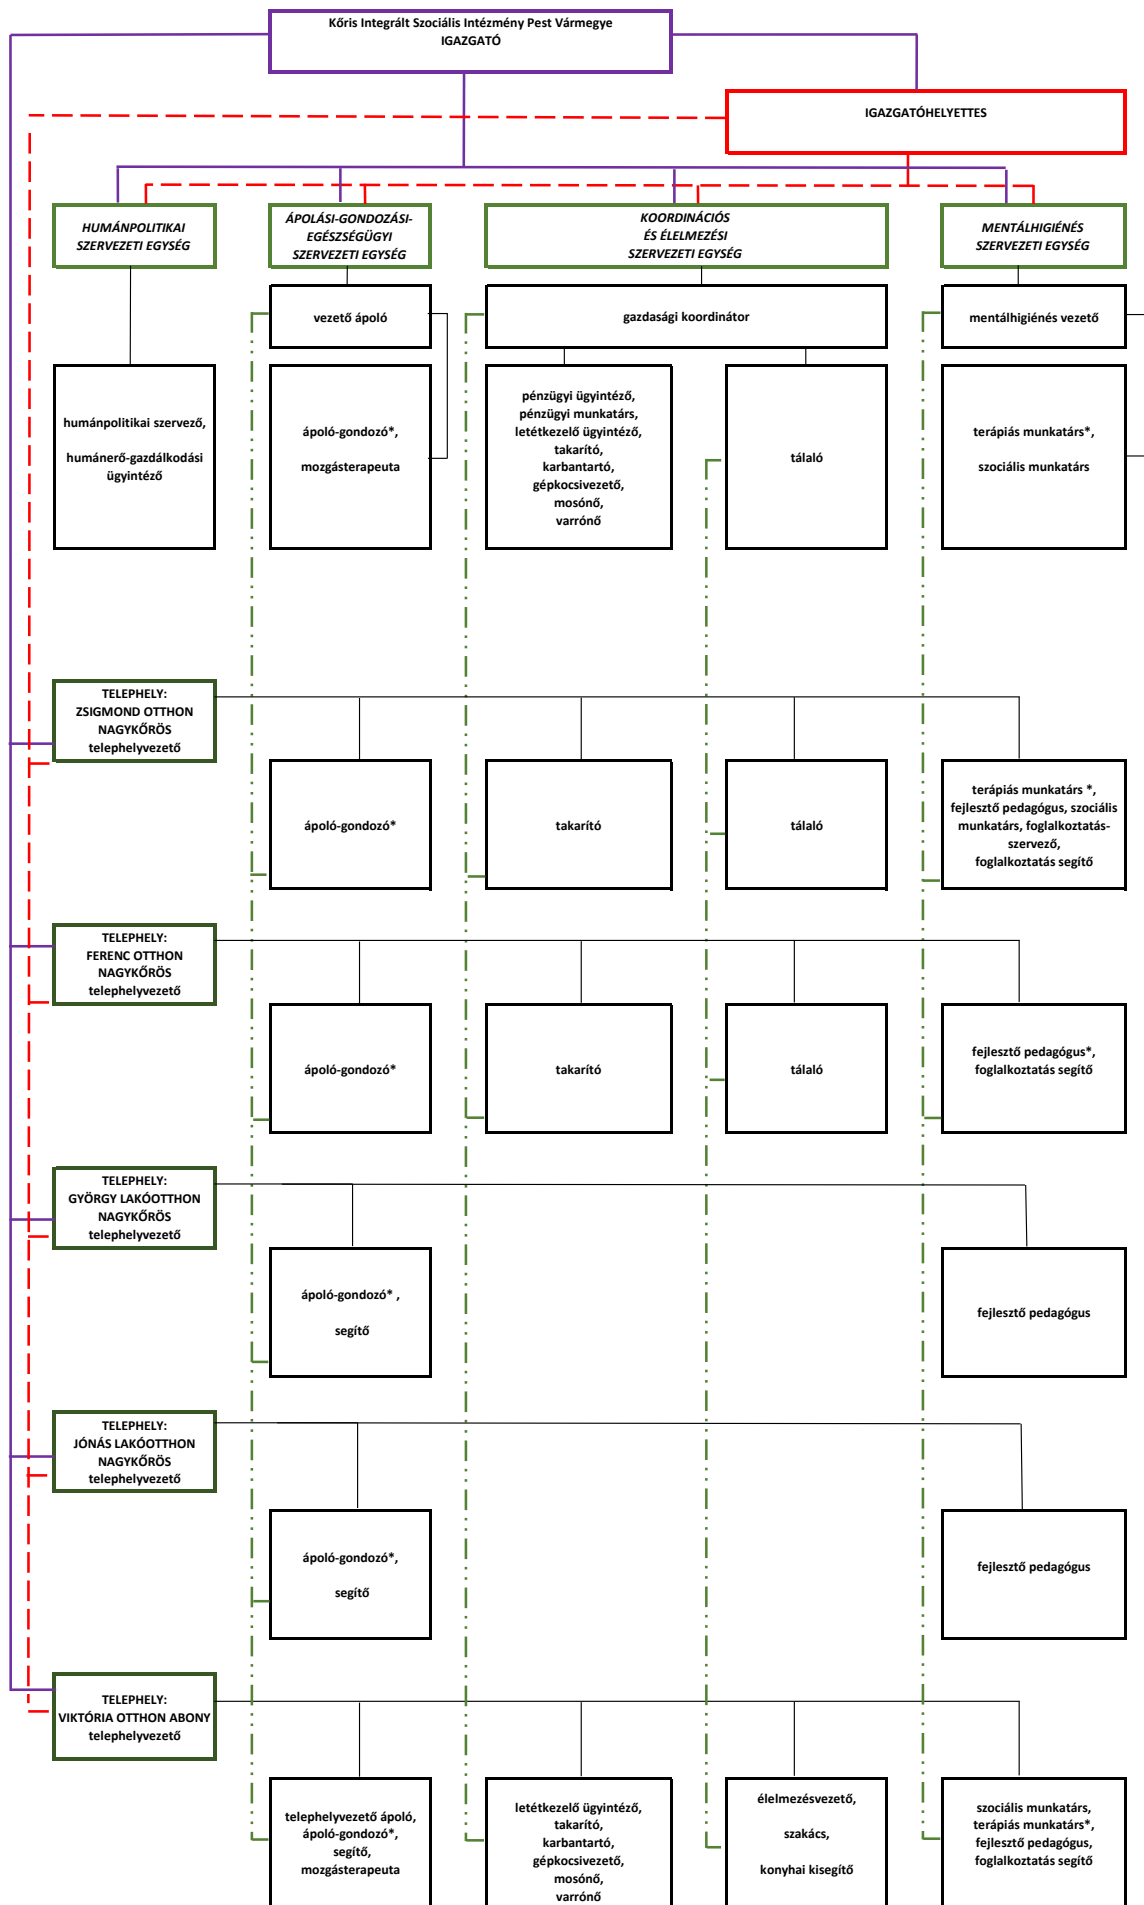 Kőris Integrált Szociális Intézmény Pest Vármegye
IGAZGATÓ
IGAZGATÓHELYETTES
HUMÁNPOLITIKAI
SZERVEZETI EGYSÉG
ÁPOLÁSI-GONDOZÁSI-
EGÉSZSÉGÜGYI
SZERVEZETI EGYSÉG
KOORDINÁCIÓS
ÉS ÉLELMEZÉSI
SZERVEZETI EGYSÉG
MENTÁLHIGIÉNÉS
SZERVEZETI EGYSÉG
vezető ápoló
gazdasági koordinátor
mentálhigiénés vezető
humánpolitikai szervező,
humánerő-gazdálkodási
ügyintéző
ápoló-gondozó*,
mozgásterapeuta
pénzügyi ügyintéző,
pénzügyi munkatárs,
letétkezelő ügyintéző,
takarító,
karbantartó,
gépkocsivezető,
mosónő,
varrónő
tálaló
terápiás munkatárs*,
szociális munkatárs
TELEPHELY:
ZSIGMOND OTTHON
NAGYKŐRÖS
telephelyvezető
ápoló-gondozó*
takarító
tálaló
terápiás munkatárs *,
fejlesztő pedagógus, szociális
munkatárs, foglalkoztatás-
szervező,
foglalkoztatás segítő
TELEPHELY:
FERENC OTTHON
NAGYKŐRÖS
telephelyvezető
ápoló-gondozó*
takarító
tálaló
fejlesztő pedagógus*,
foglalkoztatás segítő
TELEPHELY:
GYÖRGY LAKÓOTTHON
NAGYKŐRÖS
telephelyvezető
ápoló-gondozó* ,
segítő
fejlesztő pedagógus
TELEPHELY:
JÓNÁS LAKÓOTTHON
NAGYKŐRÖS
telephelyvezető
ápoló-gondozó*,
segítő
fejlesztő pedagógus
TELEPHELY:
VIKTÓRIA OTTHON ABONY
telephelyvezető
telephelyvezető ápoló,
ápoló-gondozó*,
segítő,
mozgásterapeuta
letétkezelő ügyintéző,
takarító,
karbantartó,
gépkocsivezető,
mosónő,
varrónő
élelmezésvezető,
szakács,
konyhai kisegítő
szociális munkatárs,
terápiás munkatárs*,
fejlesztő pedagógus,
foglalkoztatás segítő